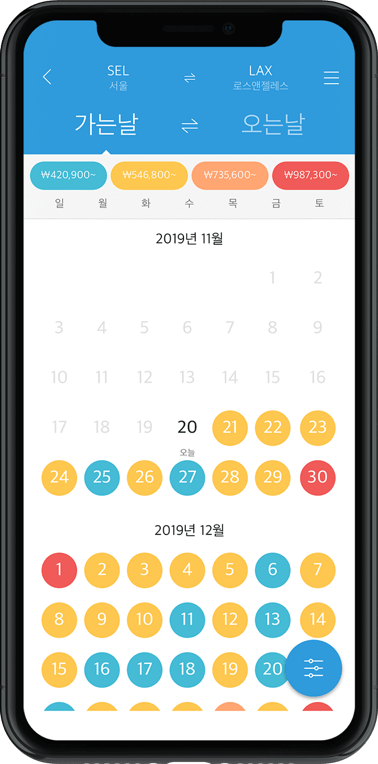 SEL ⇌ LAX
서울 로스앤젤레스
가는날 ⇌ 오는날
₩420,900~ ₩546,800~ ₩735,600~ ₩987,300~
일 월 화 수 목 금 토
2019년 11월
1 2
3 4 5 6 7 8 9
10 11 12 13 14 15 16
17 18 19 20 21 22 23
오늘
24 25 26 27 28 29 30
2019년 12월
1 2 3 4 5 6 7
8 9 10 11 12 13 14
15 16 17 18 19 20